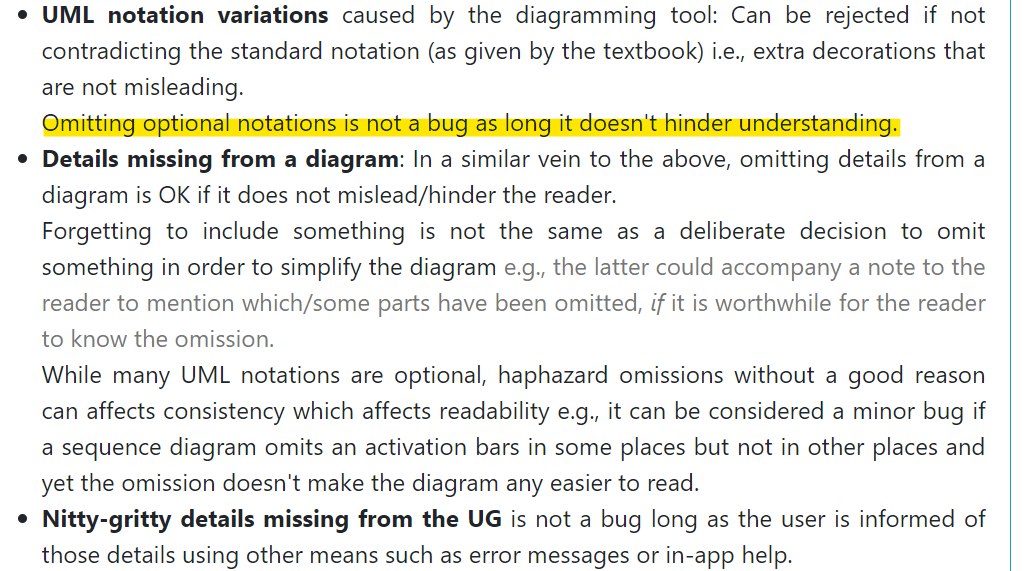 • UML notation variations caused by the diagramming tool: Can be rejected if not
contradicting the standard notation (as given by the textbook) i.e., extra decorations that
are not misleading.
Omitting optional notations is not a bug as long it doesn't hinder understanding.
• Details missing from a diagram: In a similar vein to the above, omitting details from a
diagram is OK if it does not mislead/hinder the reader.
Forgetting to include something is not the same as a deliberate decision to omit
something in order to simplify the diagram e.g., the latter could accompany a note to the
reader to mention which/some parts have been omitted, if it is worthwhile for the reader
to know the omission.
While many UML notations are optional, haphazard omissions without a good reason
can affects consistency which affects readability e.g., it can be considered a minor bug if
a sequence diagram omits an activation bars in some places but not in other places and
yet the omission doesn't make the diagram any easier to read.
• Nitty-gritty details missing from the UG is not a bug long as the user is informed of
those details using other means such as error messages or in-app help.